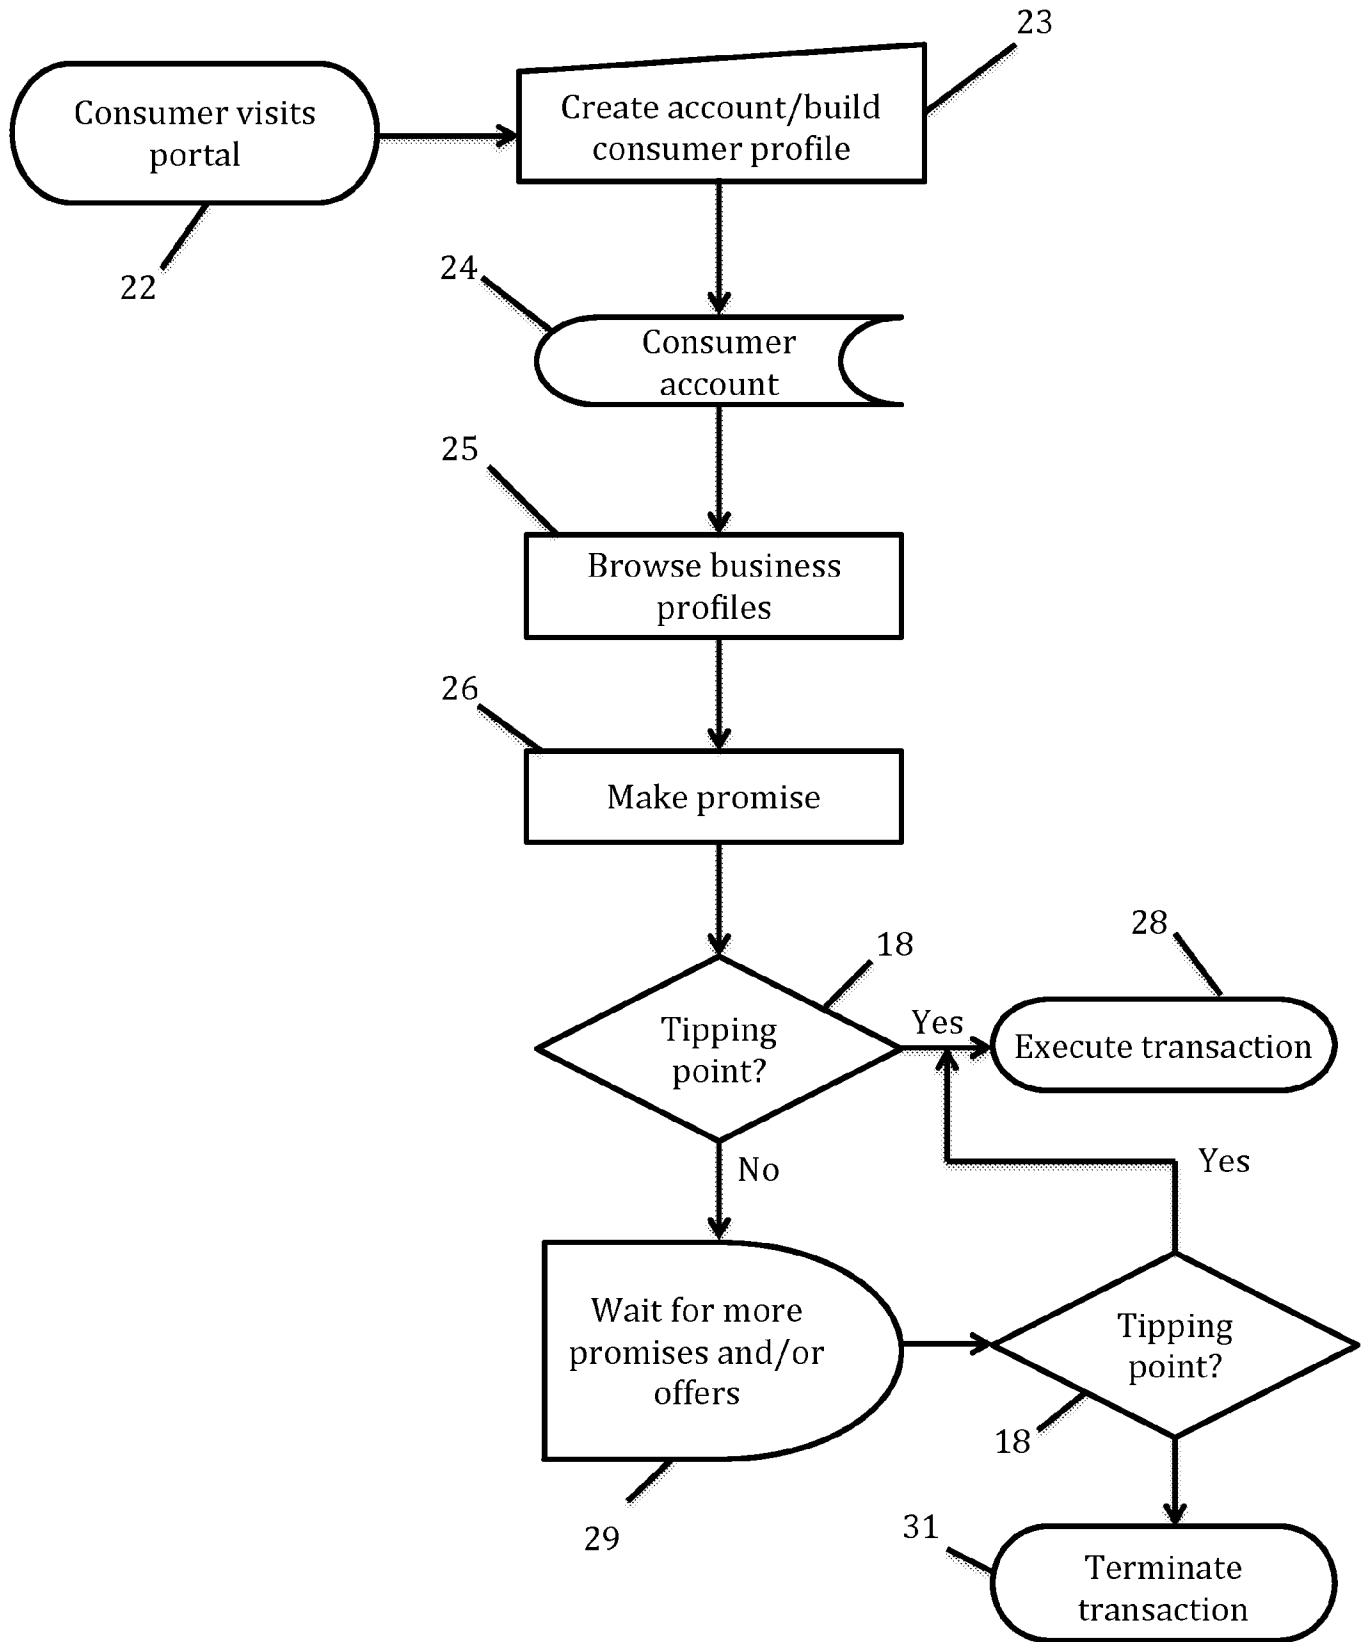 23
Consumer visits
portal
Create account/build
consumer profile
22
24
Consumer
account
25
Browse business
profiles
26
Make promise
18
28
Tipping
point?
Yes
Execute transaction
No
Yes
Wait for more
promises and/or
offers
Tipping
point?
18
29
31
Terminate
transaction